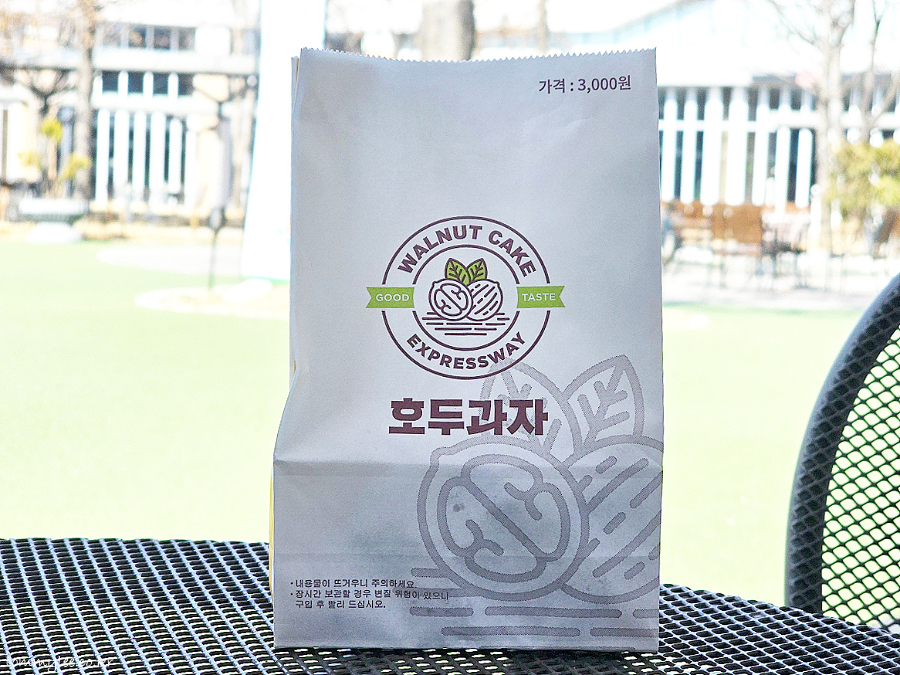 가격 : 3,000원
WALNUT CAKE
GOOD TASTE
EXPRESSWAY
호두과자
• 내용물이 뜨거우니 주의하세요.
• 장시간 보관할 경우 변질 위험이 있으니
구입 후 빨리 드십시오.